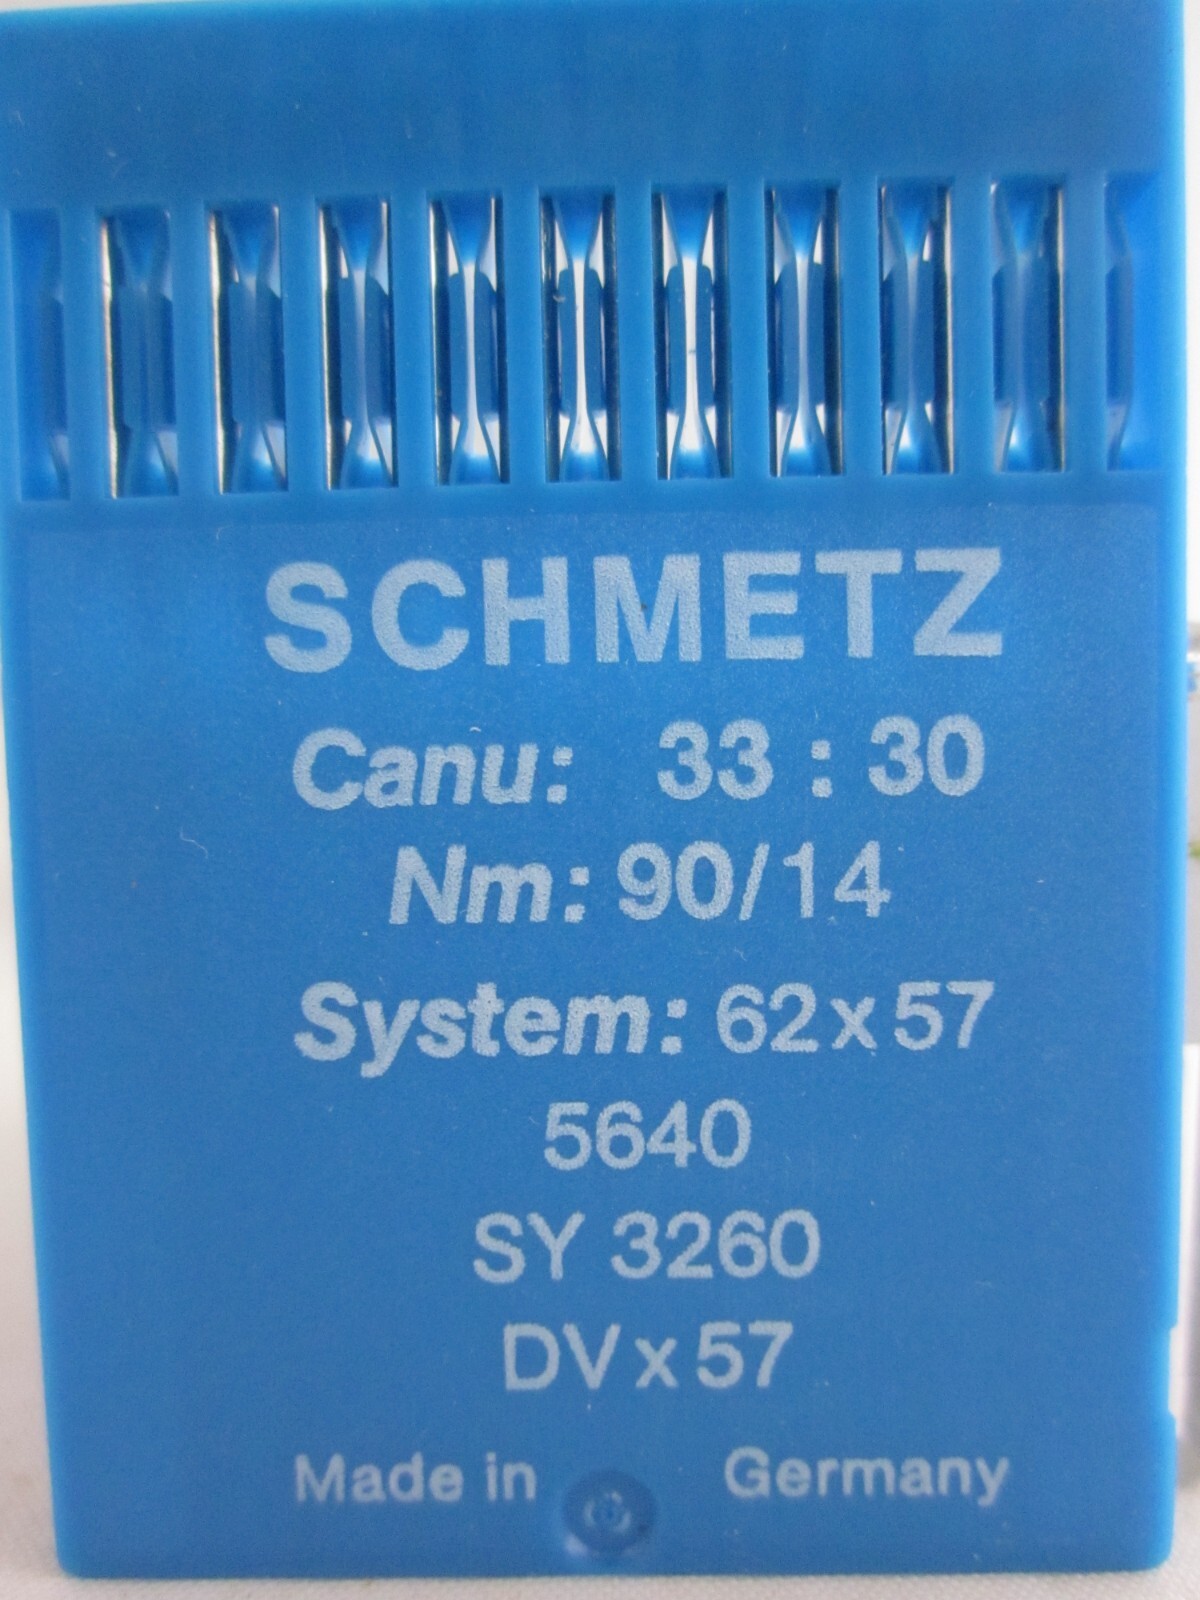 SCHMETZ
Canu: 33 : 30
Nm: 90/14
System: 62x57
5640
SY 3260
DVx57
Made in Germany